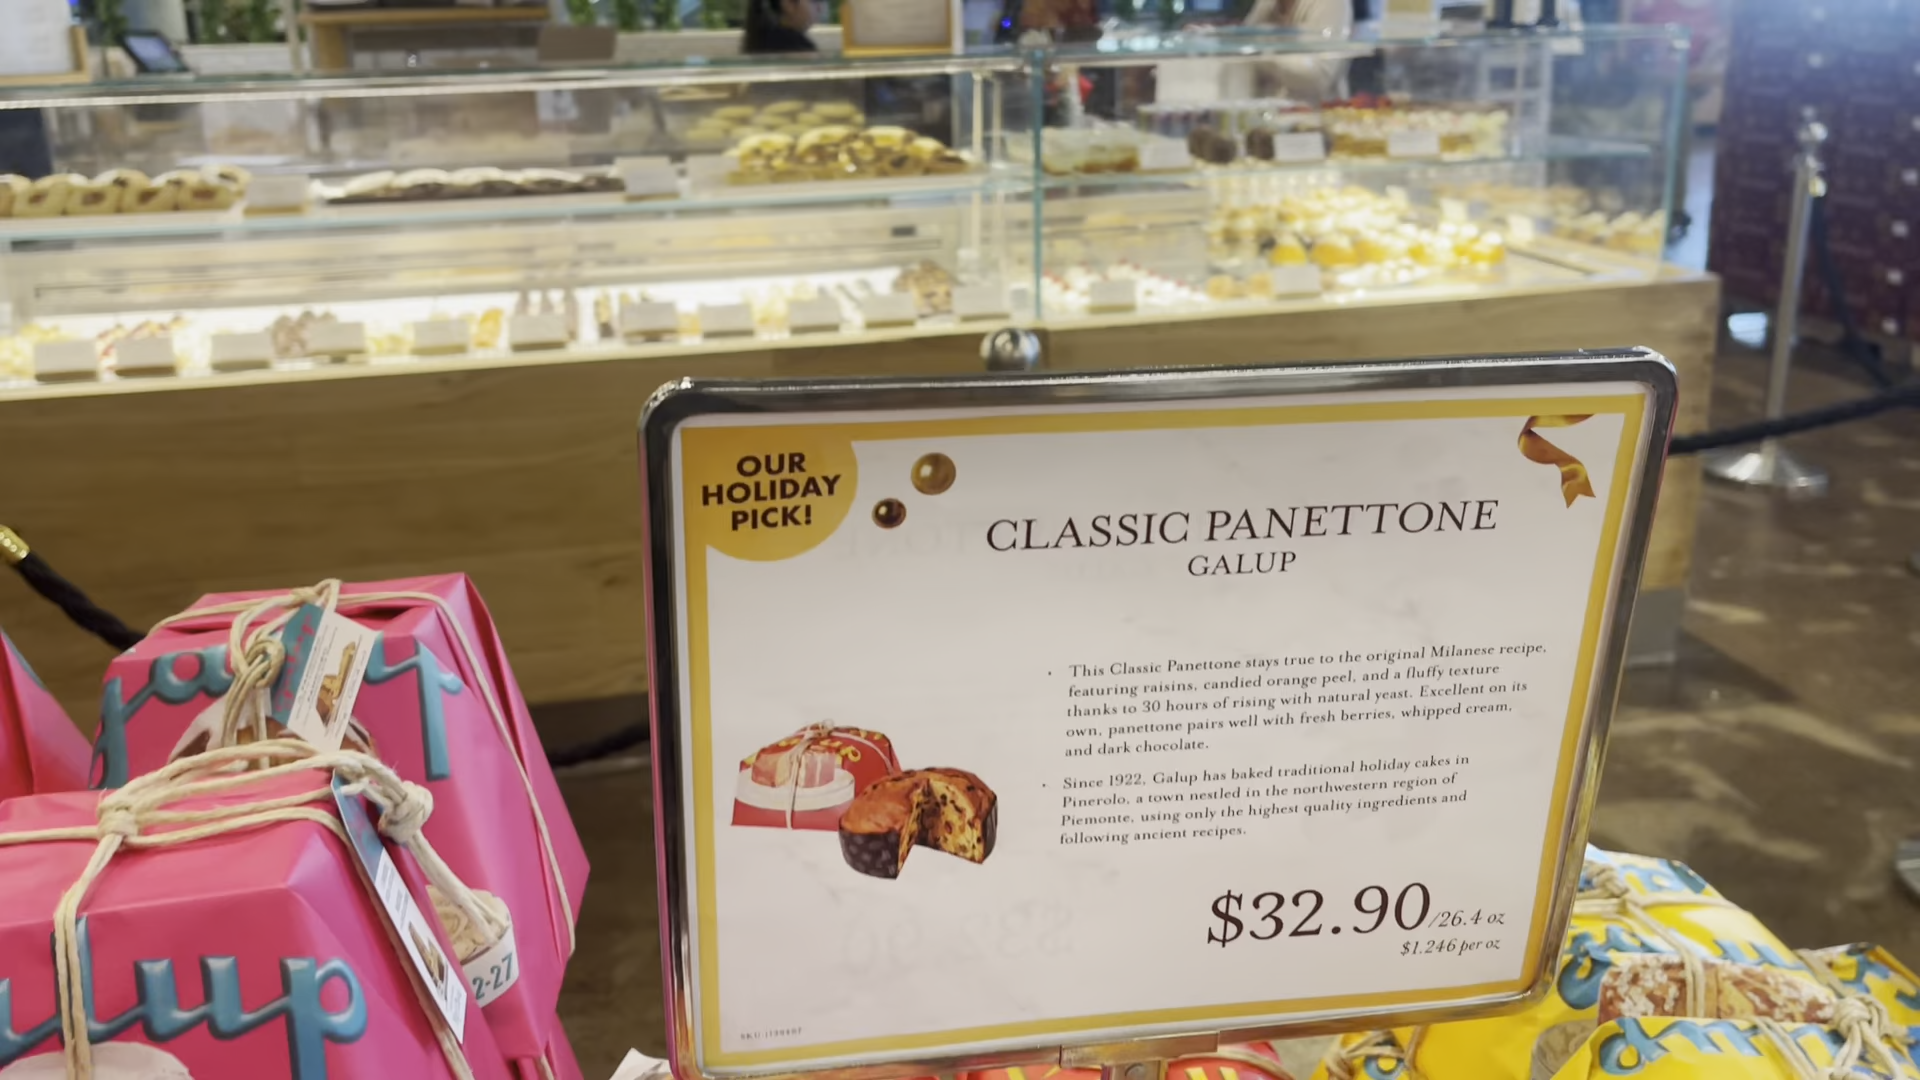 OUR
HOLIDAY
PICK!
CLASSIC PANETTONE
GALUP
· This Classic Panettone stays true to the original Milanese recipe,
featuring raisins, candied orange peel, and a fluffy texture
thanks to 30 hours of rising with natural yeast. Excellent on its
own, panettone pairs well with fresh berries, whipped cream,
and dark chocolate.
· Since 1922, Galup has baked traditional holiday cakes in
Pinerolo, a town nestled in the northwestern region of
Piemonte, using only the highest quality ingredients and
following ancient recipes.
$32.90/26.4 oz
$1.246 per oz
2-27